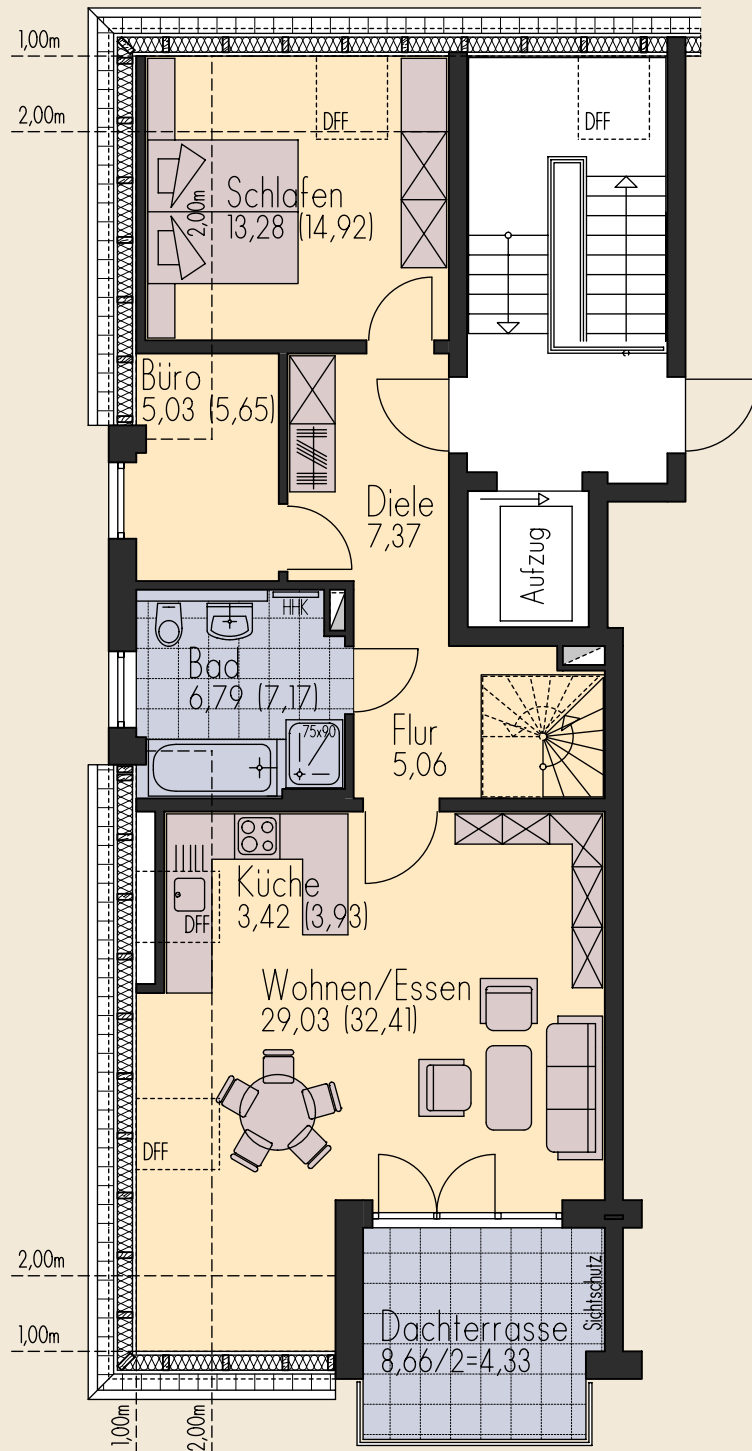 1,00m
DFF
DFF
2,00m
Schlafen
13,28 (14,92)
2,00m
Büro
5,03 (5,65)
Diele
7,37
Aufzug
HHK
Bad
6,79 (7,17)
75x90
Flur
5,06
Küche
3,42 (3,93)
DFF
Wohnen/Essen
29,03 (32,41)
DFF
2,00m
Sichtschutz
1,00m
Dachterrasse
8,66/2=4,33
1,00m
2,00m